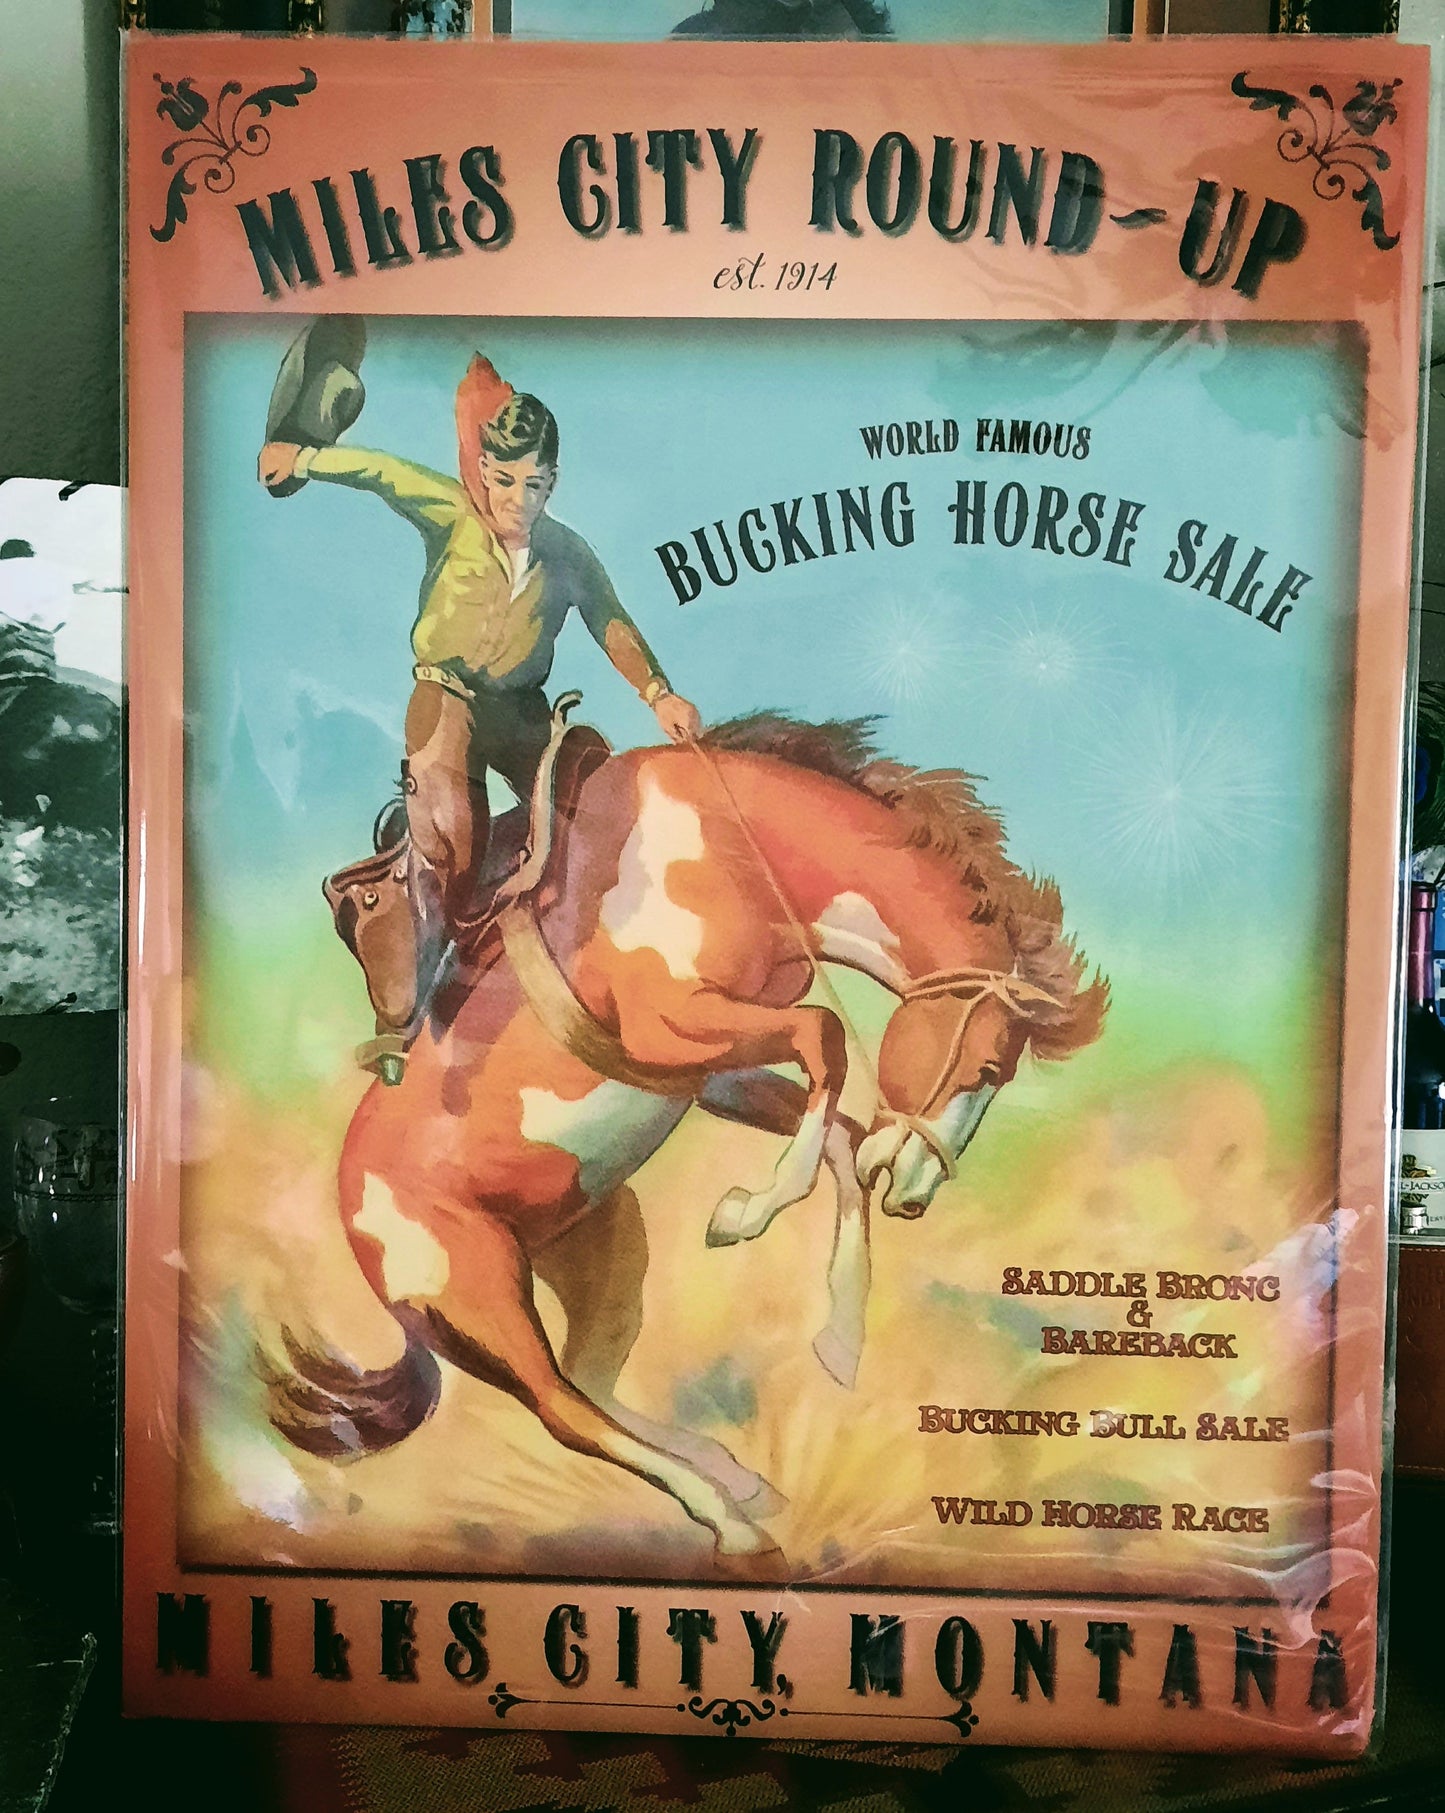 MILES CITY ROUND-UP
est. 1914
WORLD FAMOUS
BUCKING HORSE SALE
SADDLE BRONC
&
BAREBACK
BUCKING BULL SALE
WILD HORSE RACE
MILES CITY, MONTANA